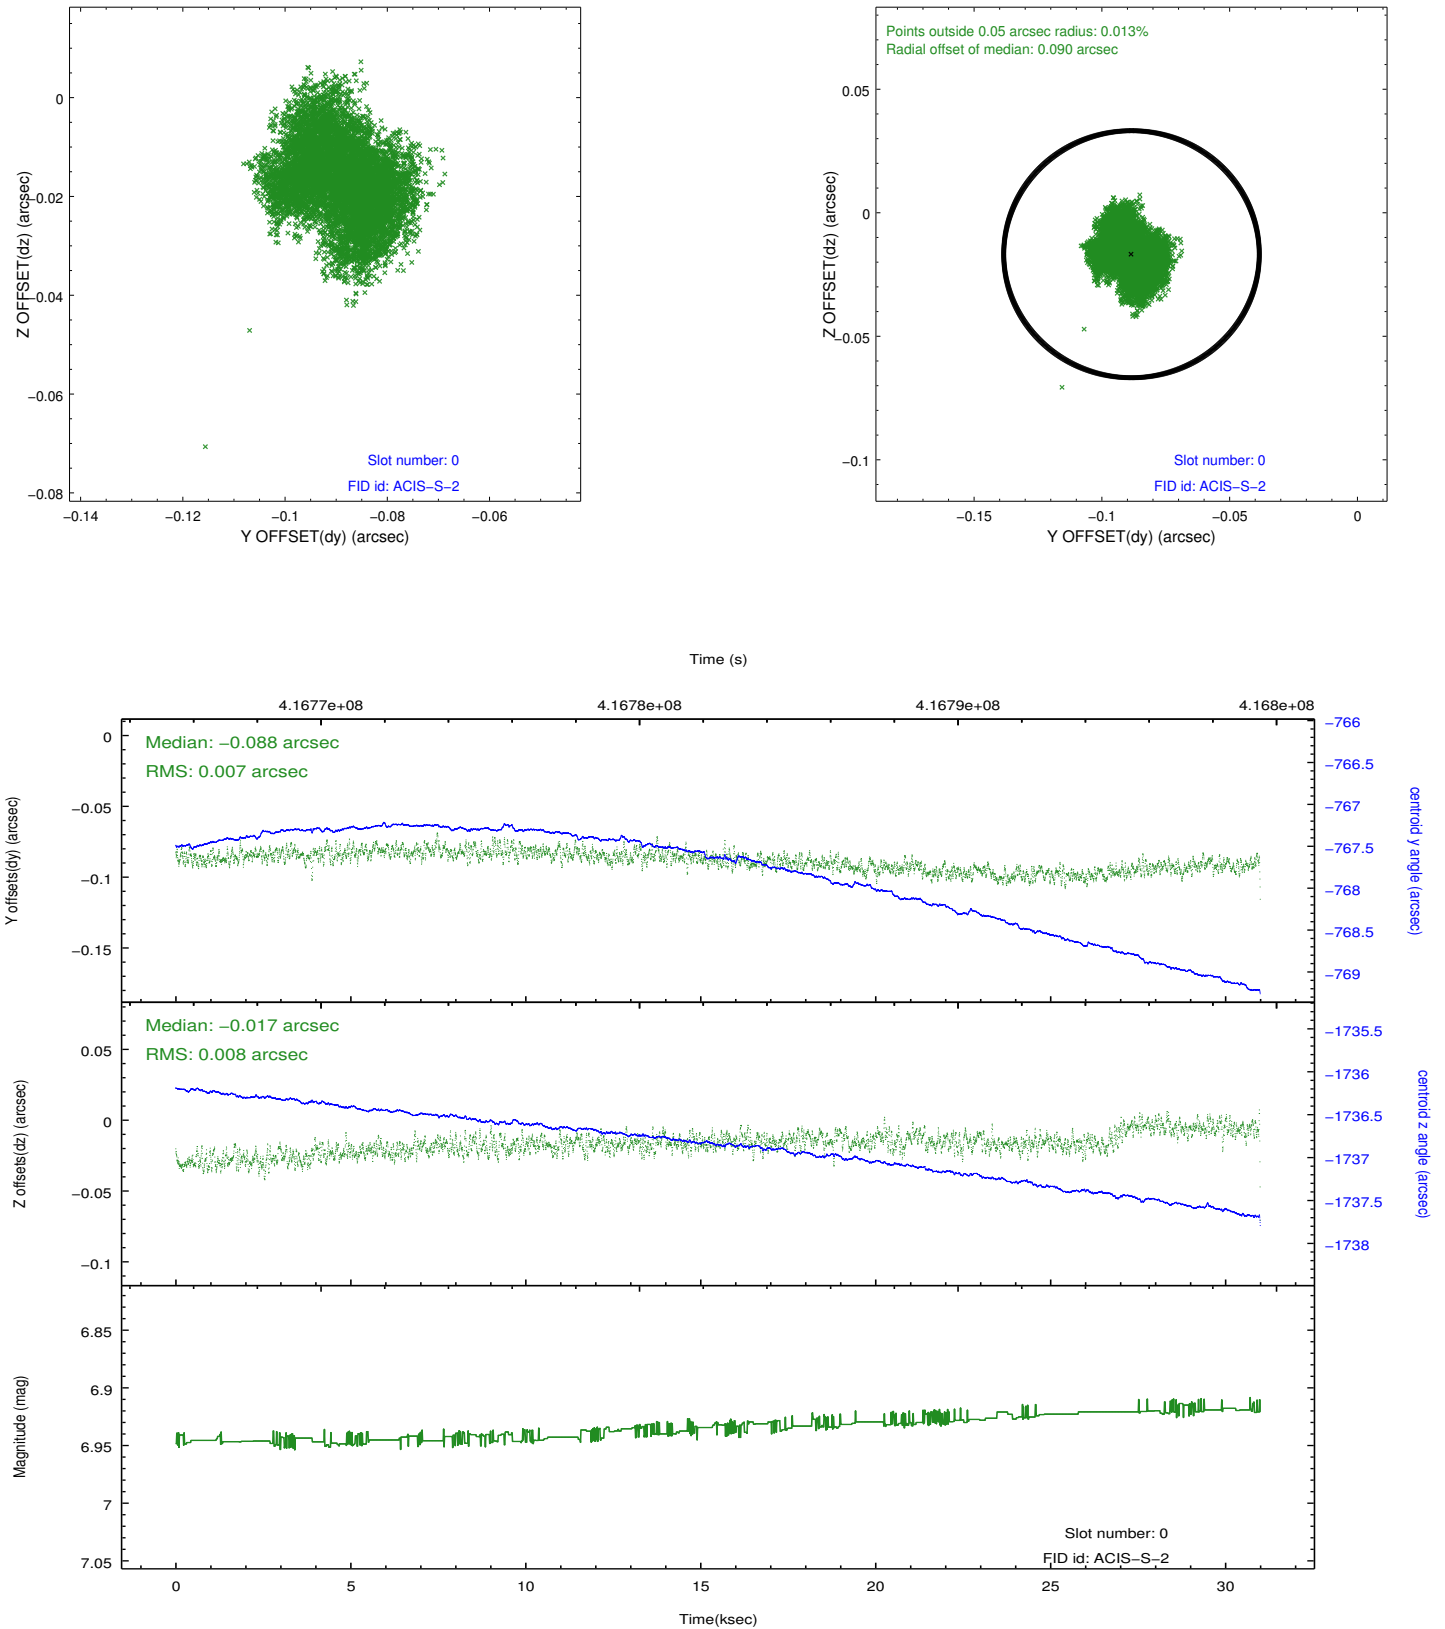 0
−0.02
−0.04
−0.06
−0.08
Z OFFSET(dz) (arcsec)
Slot number: 0
FID id: ACIS−S−2
−0.14
−0.12
−0.1
−0.08
−0.06
Y OFFSET(dy) (arcsec)
Points outside 0.05 arcsec radius: 0.013%
Radial offset of median: 0.090 arcsec
0.05
0
−0.05
−0.1
Z OFFSET(dz) (arcsec)
Slot number: 0
FID id: ACIS−S−2
−0.15
−0.1
−0.05
0
Y OFFSET(dy) (arcsec)
Time (s)
4.1677e+08
4.1678e+08
4.1679e+08
4.168e+08
Median: −0.088 arcsec
RMS: 0.007 arcsec
0
−0.05
−0.1
−0.15
Y offsets(dy) (arcsec)
−766
−766.5
−767
−767.5
−768
−768.5
−769
centroid y angle (arcsec)
Median: −0.017 arcsec
RMS: 0.008 arcsec
0.05
0
−0.05
−0.1
Z offsets(dz) (arcsec)
−1735.5
−1736
−1736.5
−1737
−1737.5
−1738
centroid z angle (arcsec)
6.85
6.9
6.95
7
7.05
Magnitude (mag)
Slot number: 0
FID id: ACIS−S−2
0
5
10
15
20
25
30
Time(ksec)